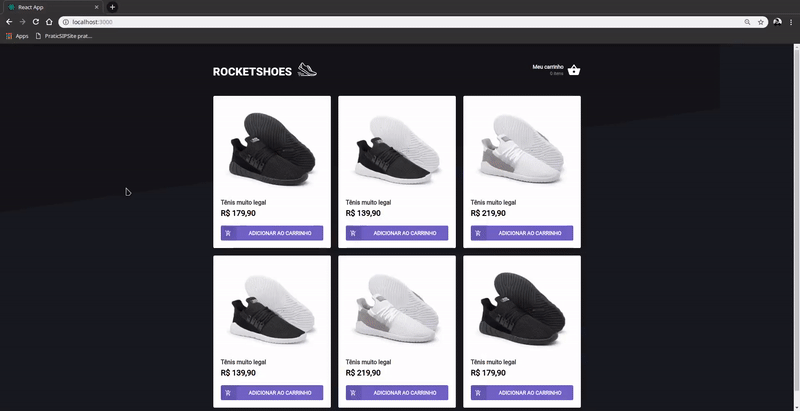 React App
localhost:3000
Apps
PraticSIPSite prat...
ROCKETSHOES
Meu carrinho
0 itens
Tênis muito legal
R$ 179,90
ADICIONAR AO CARRINHO
Tênis muito legal
R$ 139,90
ADICIONAR AO CARRINHO
Tênis muito legal
R$ 219,90
ADICIONAR AO CARRINHO
Tênis muito legal
R$ 139,90
ADICIONAR AO CARRINHO
Tênis muito legal
R$ 219,90
ADICIONAR AO CARRINHO
Tênis muito legal
R$ 179,90
ADICIONAR AO CARRINHO